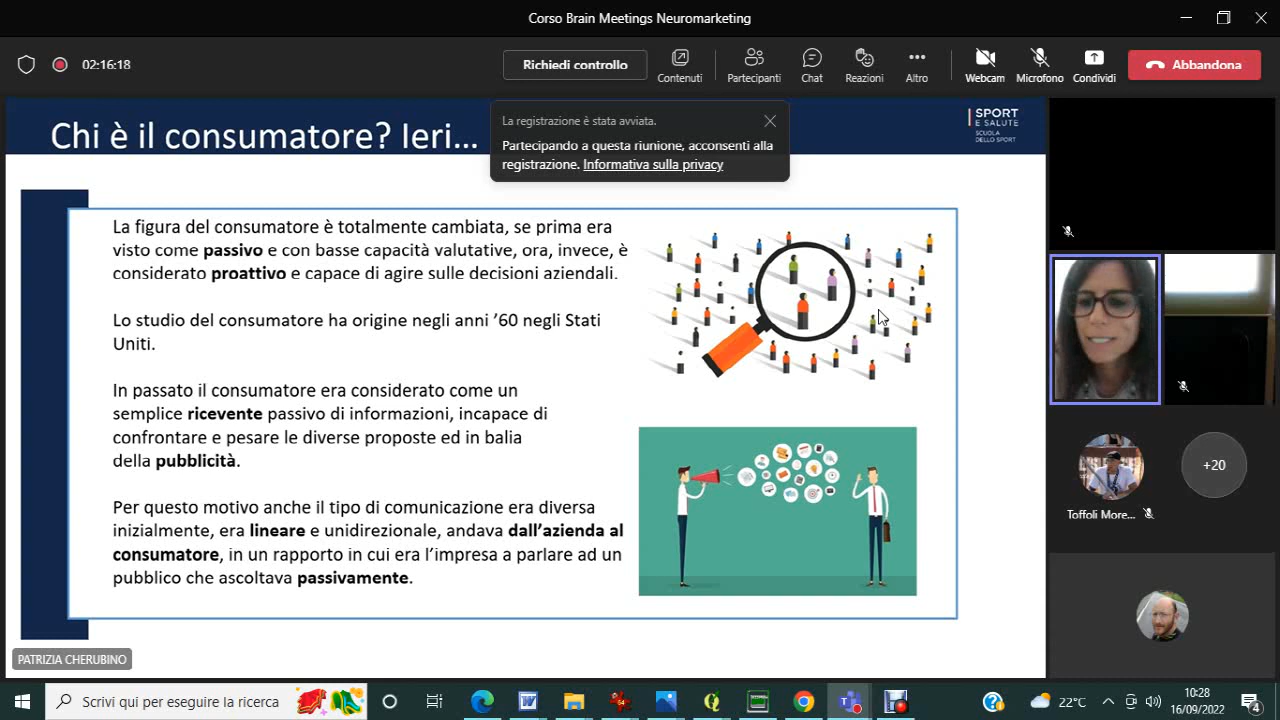 Corso Brain Meetings Neuromarketing
02:16:18
Richiedi controllo
Contenuti
Partecipanti
Chat
Reazioni
Altro
Webcam
Microfono
Condividi
Abbandona
Chi è il consumatore? Ieri...
La registrazione è stata avviata.
Partecipando a questa riunione, acconsenti alla
registrazione. Informativa sulla privacy
SPORT
E SALUTE
SCUOLA
DELLO SPORT
La figura del consumatore è totalmente cambiata, se prima era
visto come passivo e con basse capacità valutative, ora, invece, è
considerato proattivo e capace di agire sulle decisioni aziendali.
Lo studio del consumatore ha origine negli anni ’60 negli Stati
Uniti.
In passato il consumatore era considerato come un
semplice ricevente passivo di informazioni, incapace di
confrontare e pesare le diverse proposte ed in balia
della pubblicità.
Per questo motivo anche il tipo di comunicazione era diversa
inizialmente, era lineare e unidirezionale, andava dall’azienda al
consumatore, in un rapporto in cui era l’impresa a parlare ad un
pubblico che ascoltava passivamente.
+20
Toffoli More...
PATRIZIA CHERUBINO
Scrivi qui per eseguire la ricerca
22°C
10:28
16/09/2022
4